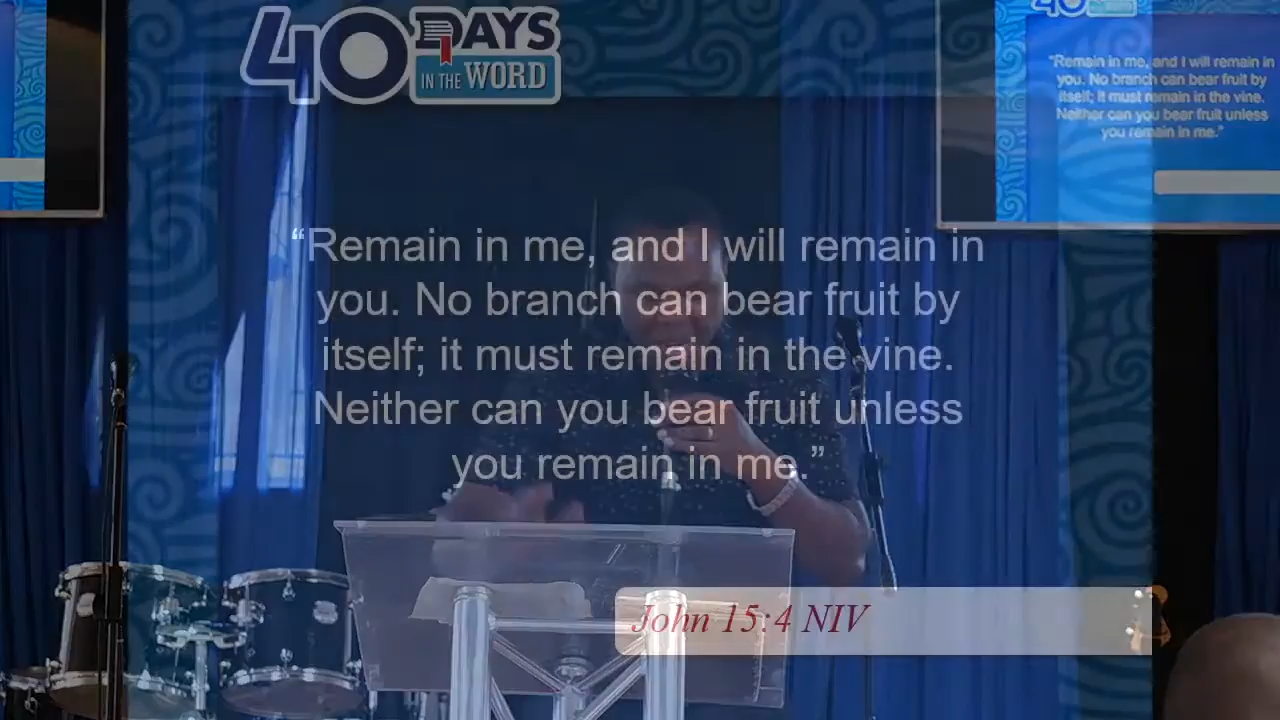 40 DAYS
IN THE WORD
“Remain in me, and I will remain in
you. No branch can bear fruit by
itself; it must remain in the vine.
Neither can you bear fruit unless
you remain in me.”
John 15:4 NIV
40
"Remain in me, and I will remain in
you. No branch can bear fruit by
itself; it must remain in the vine.
Neither can you bear fruit unless
you remain in me."